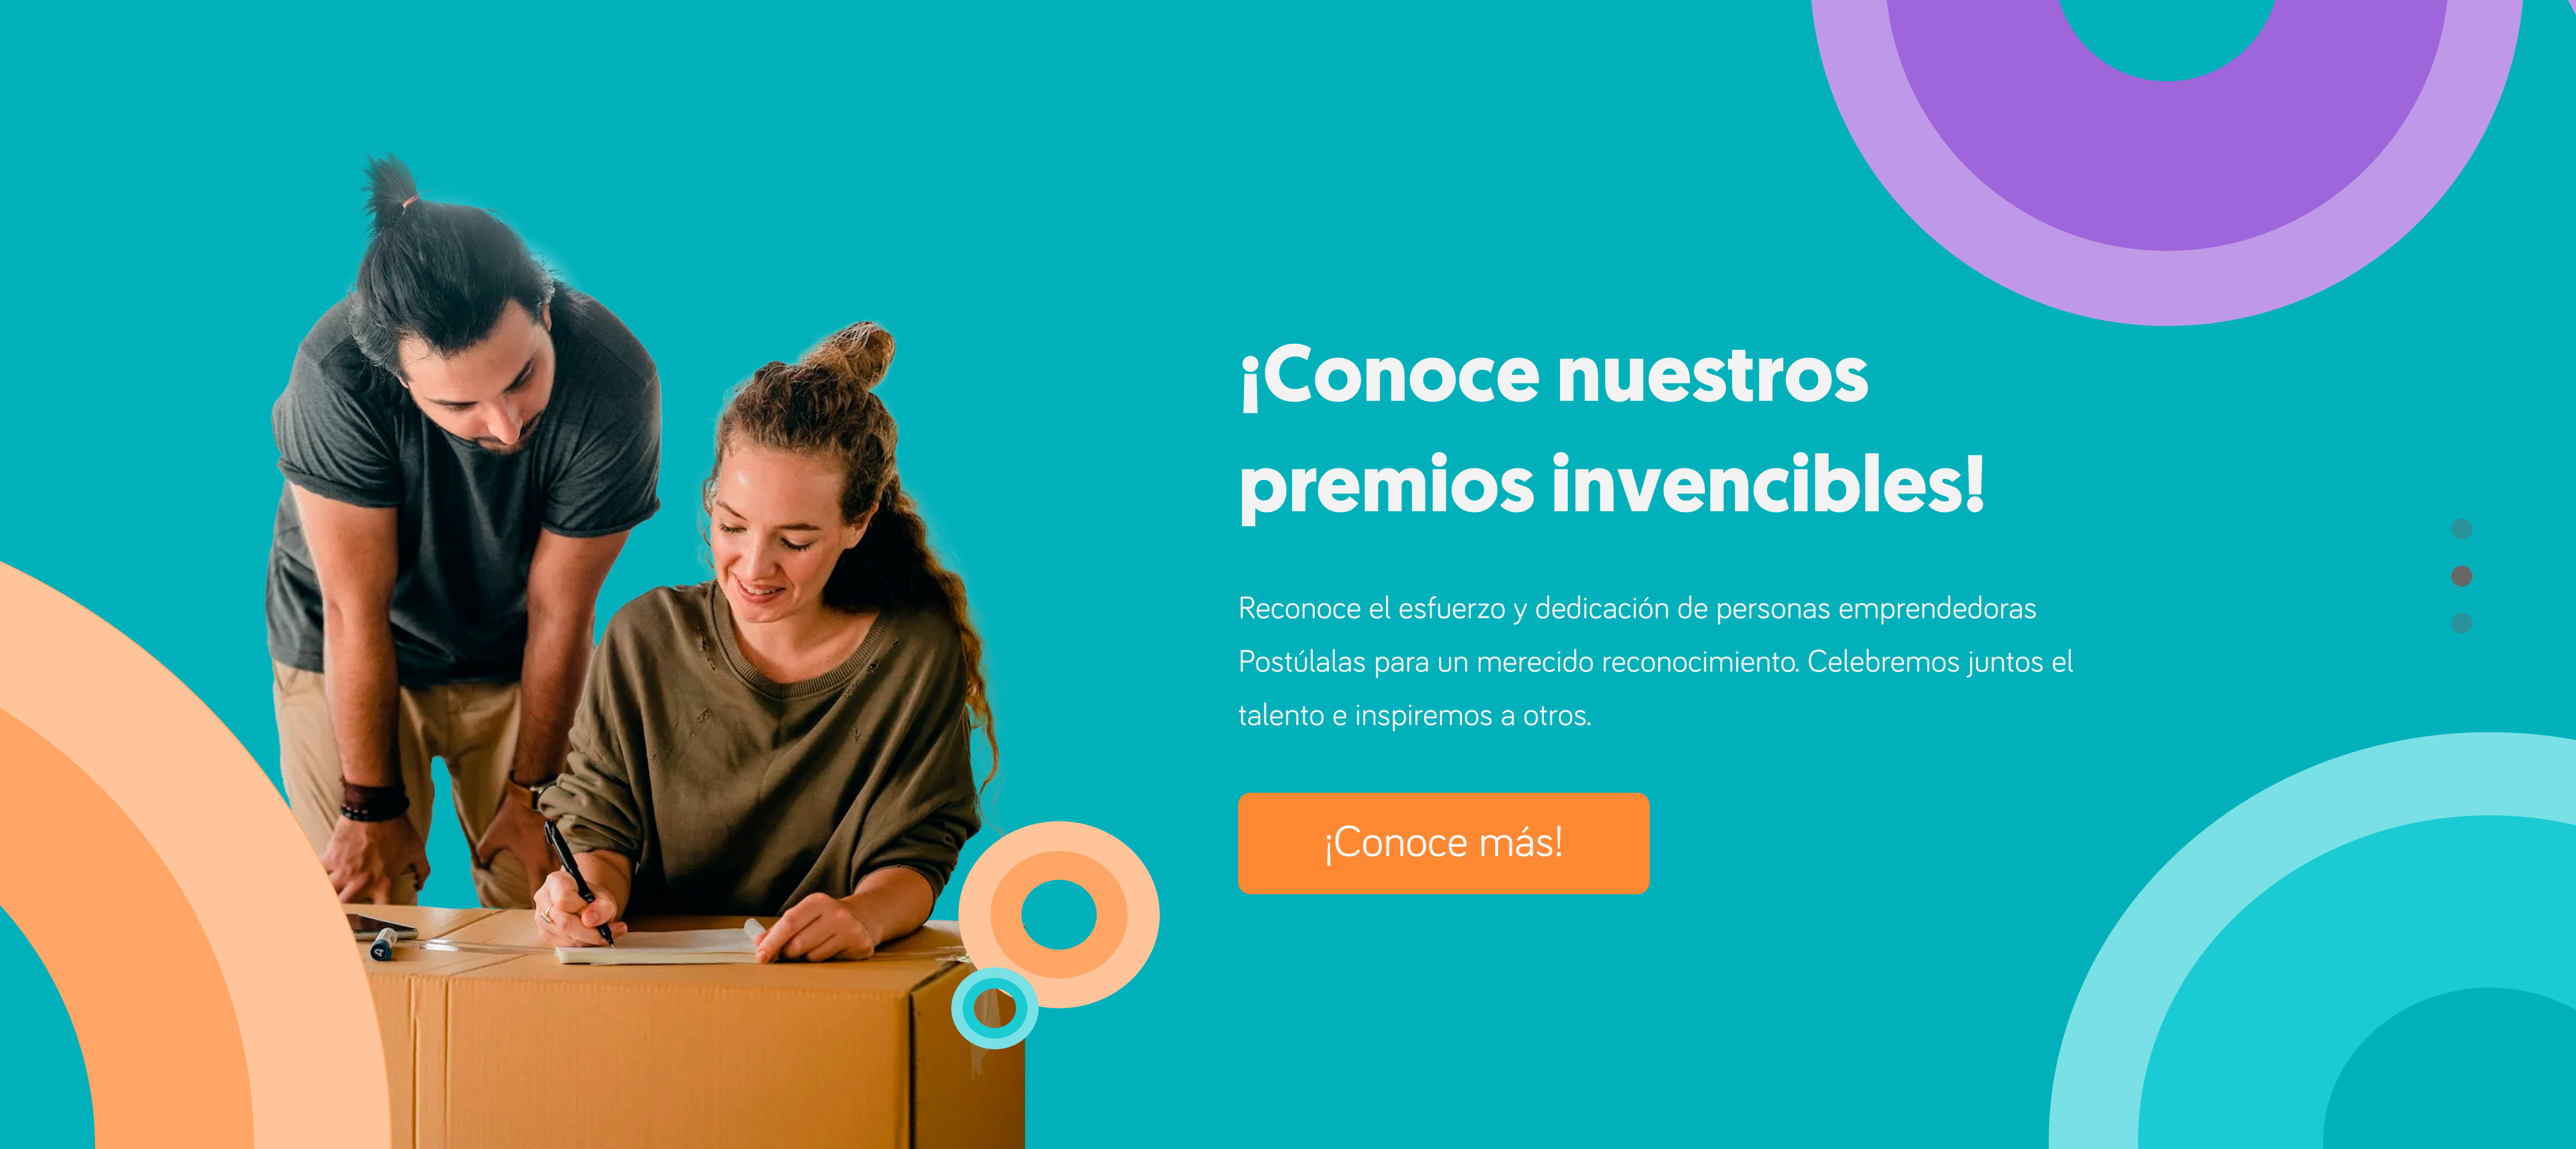 ¡Conoce nuestros
premios invencibles!
Reconoce el esfuerzo y dedicación de personas emprendedoras
Postúlalas para un merecido reconocimiento. Celebremos juntos el
talento e inspiremos a otros.
¡Conoce más!